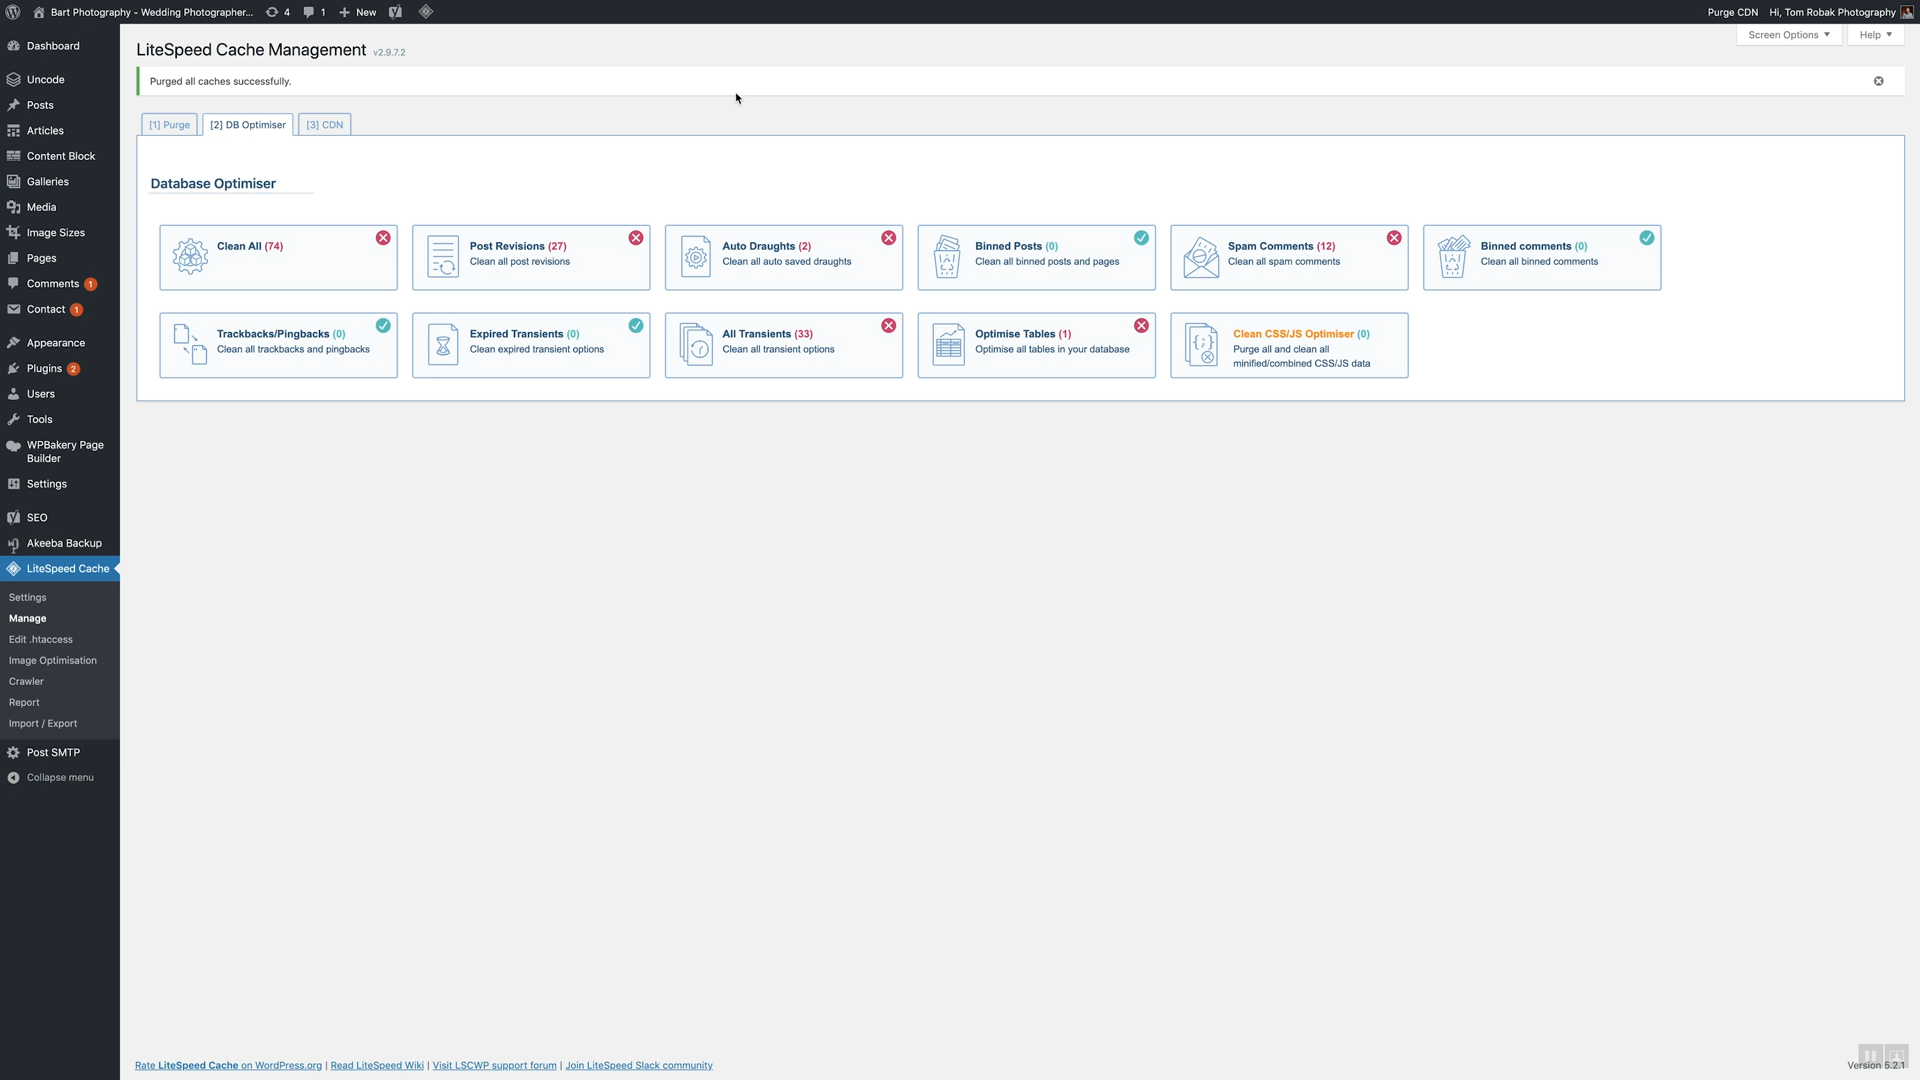 Bart Photography - Wedding Photographer... 4 1 New Purge CDN Hi, Tom Robak Photography
Screen Options Help
Dashboard
Uncode
Posts
Articles
Content Block
Galleries
Media
Image Sizes
Pages
Comments 1
Contact 1
Appearance
Plugins 2
Users
Tools
WPBakery Page
Builder
Settings
SEO
Akeeba Backup
LiteSpeed Cache
Settings
Manage
Edit .htaccess
Image Optimisation
Crawler
Report
Import / Export
Post SMTP
Collapse menu
LiteSpeed Cache Management v2.9.7.2
Purged all caches successfully.
[1] Purge [2] DB Optimiser [3] CDN
Database Optimiser
Clean All (74)
Post Revisions (27)
Clean all post revisions
Auto Draughts (2)
Clean all auto saved draughts
Binned Posts (0)
Clean all binned posts and pages
Spam Comments (12)
Clean all spam comments
Binned comments (0)
Clean all binned comments
Trackbacks/Pingbacks (0)
Clean all trackbacks and pingbacks
Expired Transients (0)
Clean expired transient options
All Transients (33)
Clean all transient options
Optimise Tables (1)
Optimise all tables in your database
Clean CSS/JS Optimiser (0)
Purge all and clean all
minified/combined CSS/JS data
Rate LiteSpeed Cache on WordPress.org | Read LiteSpeed Wiki | Visit LSCWP support forum | Join LiteSpeed Slack community
Version 5.2.1